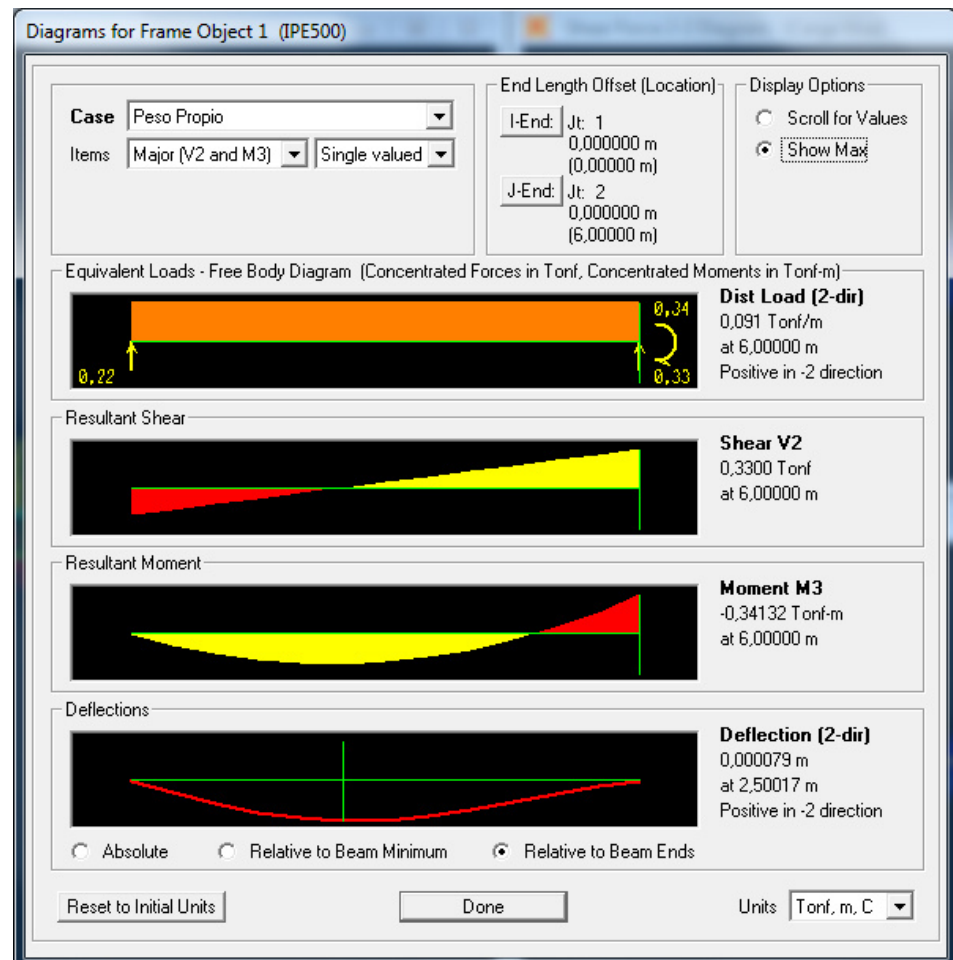 Diagrams for Frame Object 1 (IPE500)
Case Peso Propio
Items Major (V2 and M3) Single valued
End Length Offset (Location)
I-End: Jt: 1
0,000000 m
(0,00000 m)
J-End: Jt: 2
0,000000 m
(6,00000 m)
Display Options
Scroll for Values
Show Max
Equivalent Loads - Free Body Diagram (Concentrated Forces in Tonf, Concentrated Moments in Tonf-m)
0,34
0,22
0,33
Dist Load (2-dir)
0,091 Tonf/m
at 6,00000 m
Positive in -2 direction
Resultant Shear
Shear V2
0,3300 Tonf
at 6,00000 m
Resultant Moment
Moment M3
-0,34132 Tonf-m
at 6,00000 m
Deflections
Deflection (2-dir)
0,000079 m
at 2,50017 m
Positive in -2 direction
Absolute Relative to Beam Minimum Relative to Beam Ends
Reset to Initial Units Done Units Tonf, m, C